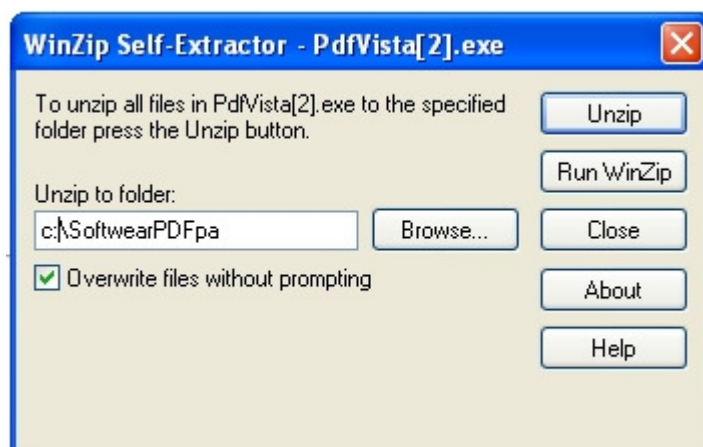 WinZip Self-Extractor - PdfVista[2].exe
To unzip all files in PdfVista[2].exe to the specified
folder press the Unzip button.
Unzip to folder:
c:\SoftwearPDFpa
Browse...
Overwrite files without prompting
Unzip
Run WinZip
Close
About
Help